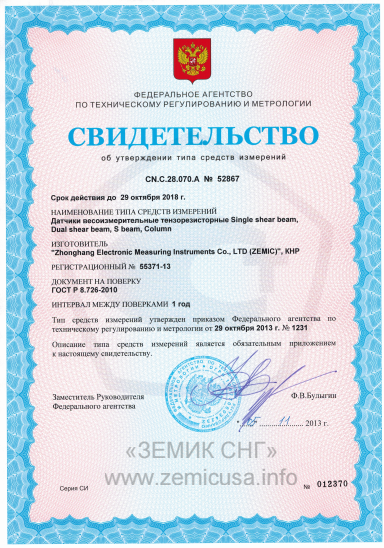 ФЕДЕРАЛЬНОЕ АГЕНТСТВО
ПО ТЕХНИЧЕСКОМУ РЕГУЛИРОВАНИЮ И МЕТРОЛОГИИ
СВИДЕТЕЛЬСТВО
об утверждении типа средств измерений
CN.C.28.070.A № 52867
Срок действия до 29 октября 2018 г.
НАИМЕНОВАНИЕ ТИПА СРЕДСТВ ИЗМЕРЕНИЙ
Датчики весоизмерительные тензорезисторные Single shear beam,
Dual shear beam, S beam, Column
ИЗГОТОВИТЕЛЬ
"Zhonghang Electronic Measuring Instruments Co., LTD (ZEMIC)", КНР
РЕГИСТРАЦИОННЫЙ № 55371-13
ДОКУМЕНТ НА ПОВЕРКУ
ГОСТ Р 8.726-2010
ИНТЕРВАЛ МЕЖДУ ПОВЕРКАМИ 1 год
Тип средств измерений утвержден приказом Федерального агентства по
техническому регулированию и метрологии от 29 октября 2013 г. № 1231
Описание типа средств измерений является обязательным приложением
к настоящему свидетельству.
Заместитель Руководителя
Федерального агентства
Ф.В.Булыгин
15 11 2013 г.
«ЗЕМИК СНГ»
www.zemicusa.info
Серия СИ
№ 012370